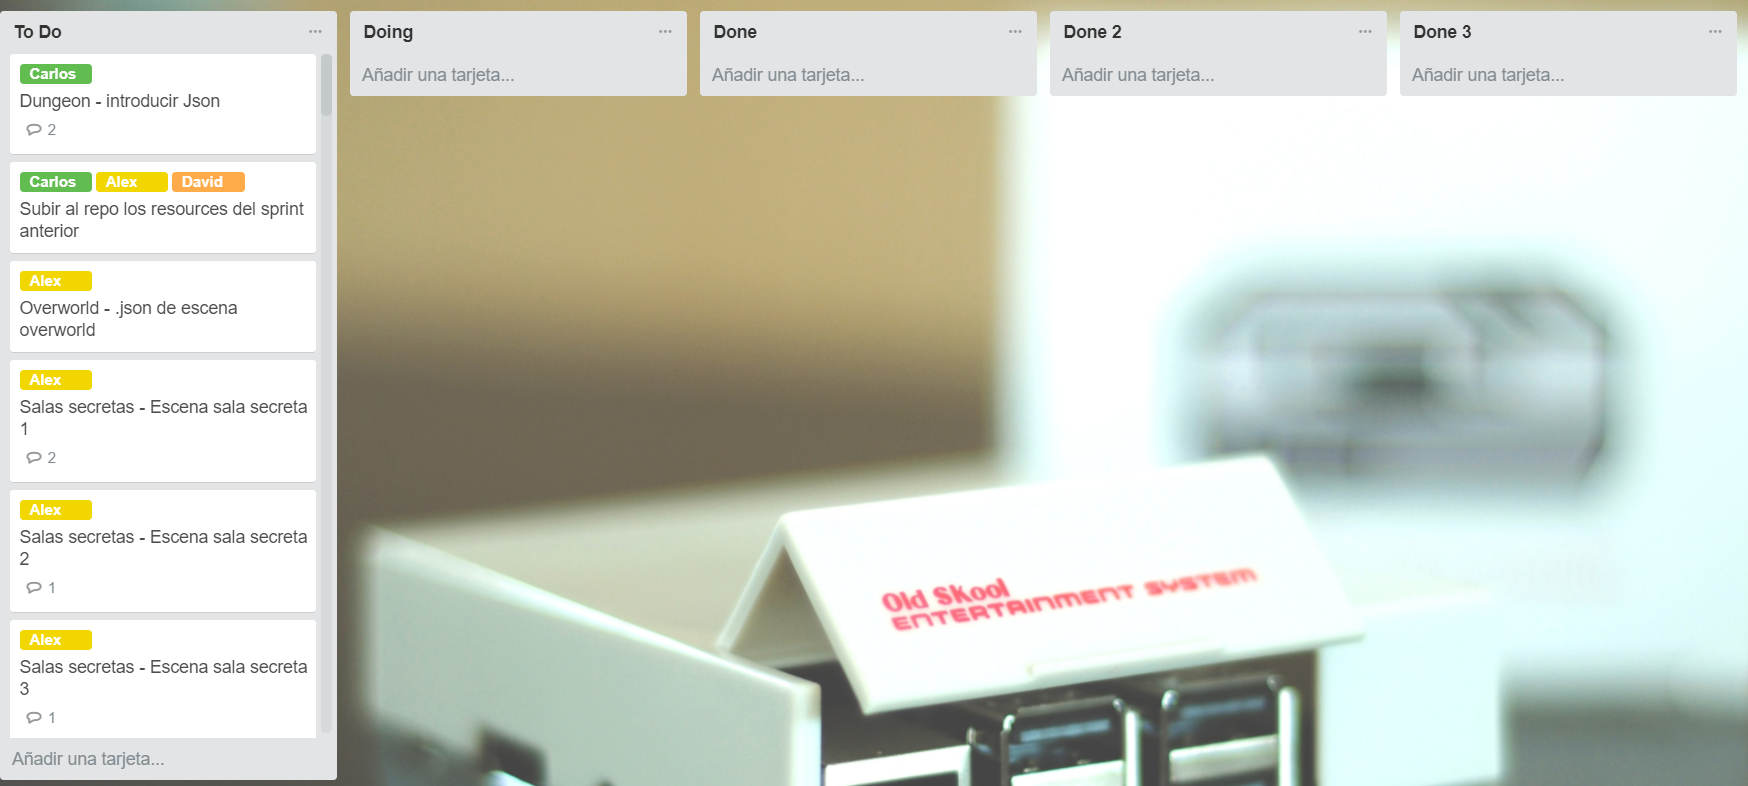 To Do
Carlos
Dungeon - introducir Json
2
Carlos Alex David
Subir al repo los resources del sprint
anterior
Alex
Overworld - .json de escena
overworld
Alex
Salas secretas - Escena sala secreta
1
2
Alex
Salas secretas - Escena sala secreta
2
1
Alex
Salas secretas - Escena sala secreta
3
1
Añadir una tarjeta...
Doing
Añadir una tarjeta...
Done
Añadir una tarjeta...
Done 2
Añadir una tarjeta...
Done 3
Añadir una tarjeta...
Old SKool
ENTERTAINMENT SYSTEM